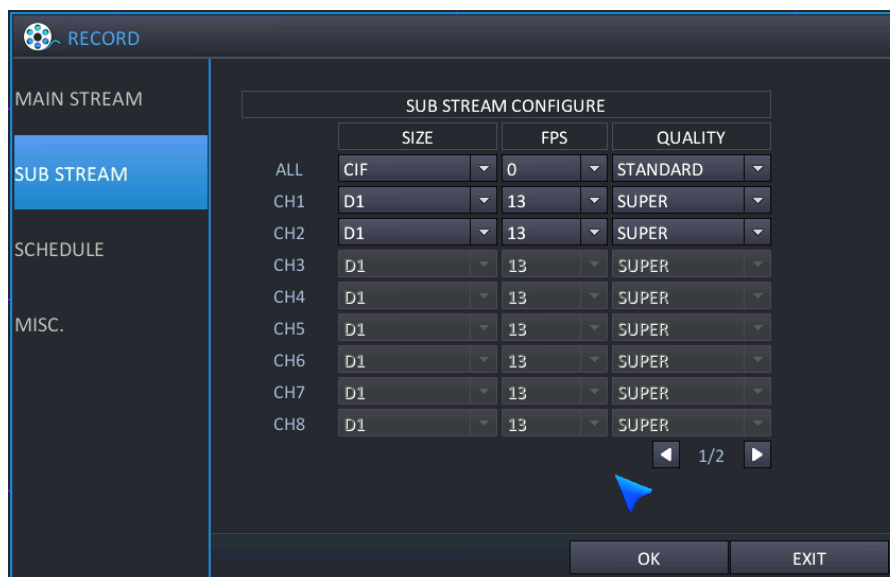 RECORD
MAIN STREAM
SUB STREAM
SCHEDULE
MISC.
SUB STREAM CONFIGURE
SIZE FPS QUALITY
ALL CIF 0 STANDARD
CH1 D1 13 SUPER
CH2 D1 13 SUPER
CH3 D1 13 SUPER
CH4 D1 13 SUPER
CH5 D1 13 SUPER
CH6 D1 13 SUPER
CH7 D1 13 SUPER
CH8 D1 13 SUPER
1/2
OK EXIT